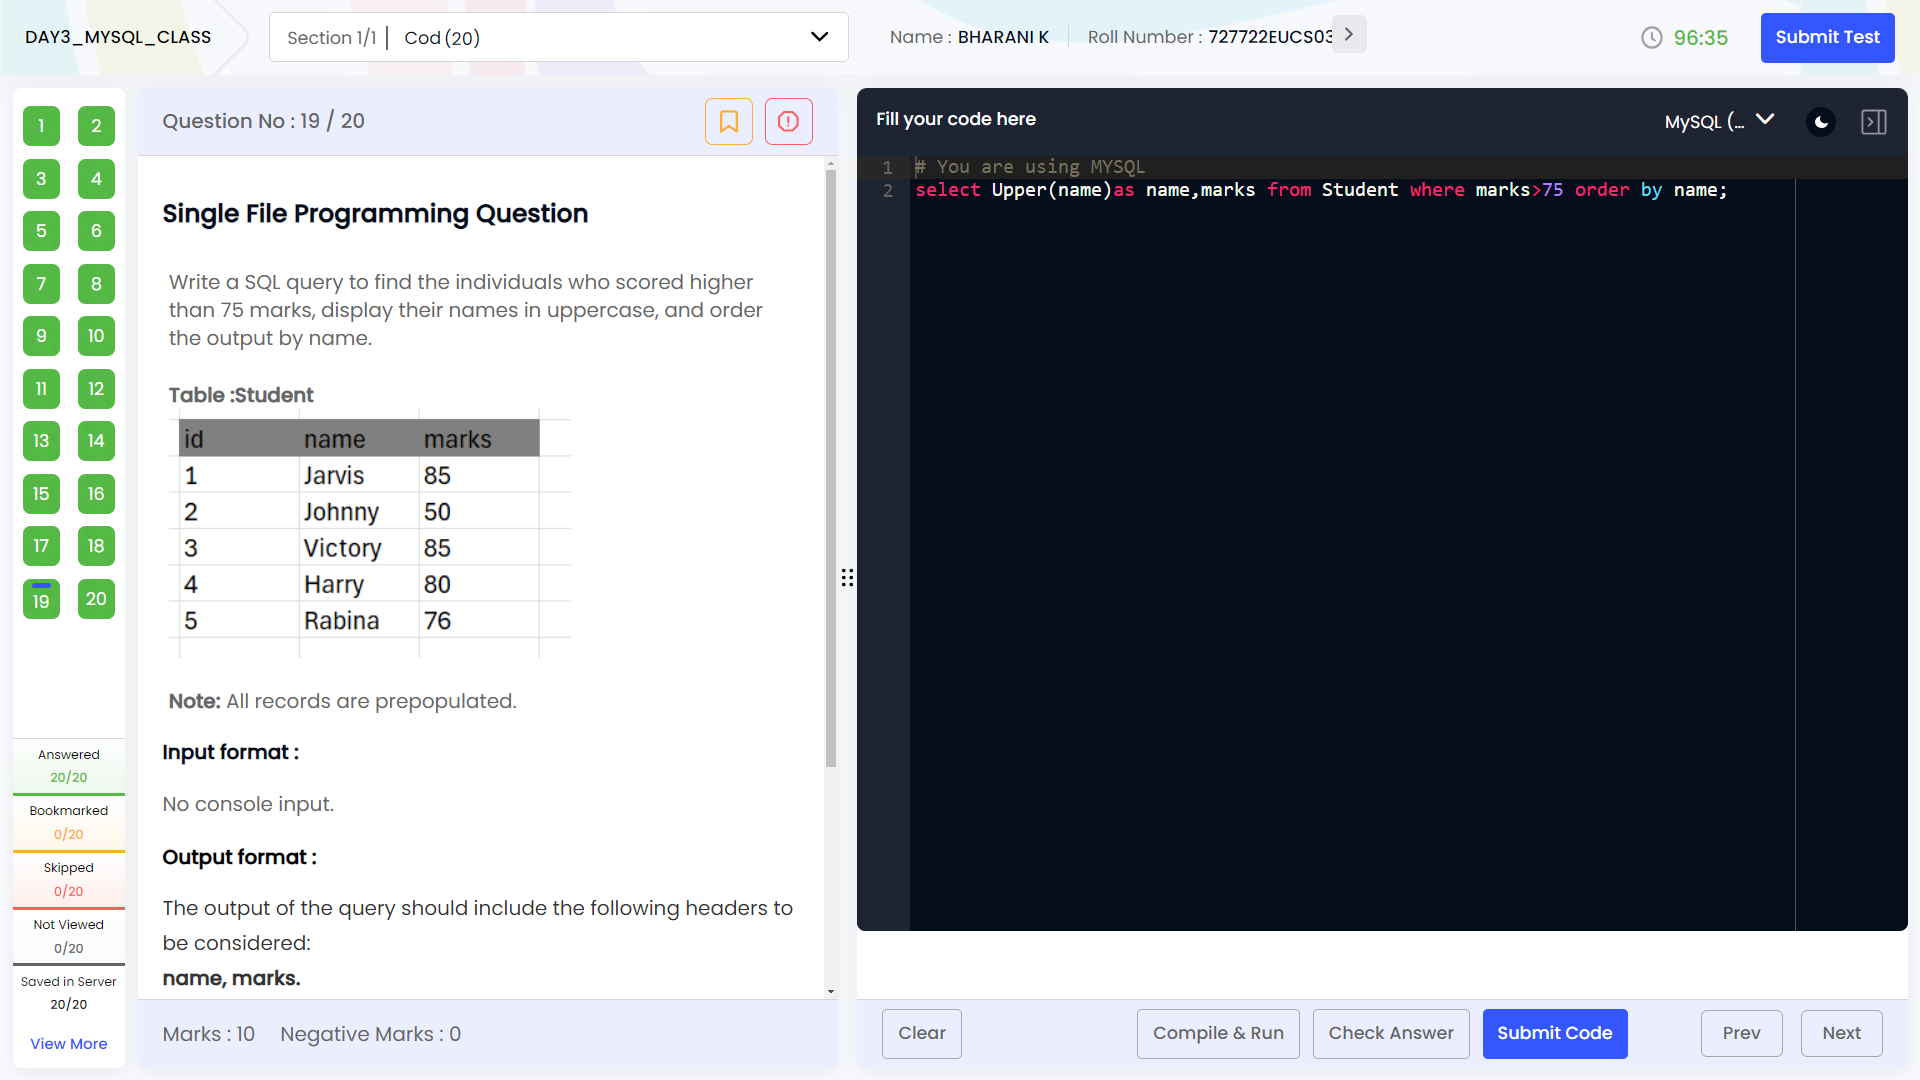 DAY3_MYSQL_CLASS
Section 1/1 | Cod (20)
Name : BHARANI K
Roll Number : 727722EUCS03
96:35
Submit Test
1 2
3 4
5 6
7 8
9 10
11 12
13 14
15 16
17 18
19 20
Answered
20/20
Bookmarked
0/20
Skipped
0/20
Not Viewed
0/20
Saved in Server
20/20
View More
Question No : 19 / 20
Single File Programming Question
Write a SQL query to find the individuals who scored higher
than 75 marks, display their names in uppercase, and order
the output by name.
Table :Student
id name marks
1 Jarvis 85
2 Johnny 50
3 Victory 85
4 Harry 80
5 Rabina 76
Note: All records are prepopulated.
Input format :
No console input.
Output format :
The output of the query should include the following headers to
be considered:
name, marks.
Marks : 10 Negative Marks : 0
Fill your code here
MySQL (...
1 # You are using MYSQL
2 select Upper(name)as name,marks from Student where marks>75 order by name;
Clear
Compile & Run
Check Answer
Submit Code
Prev
Next